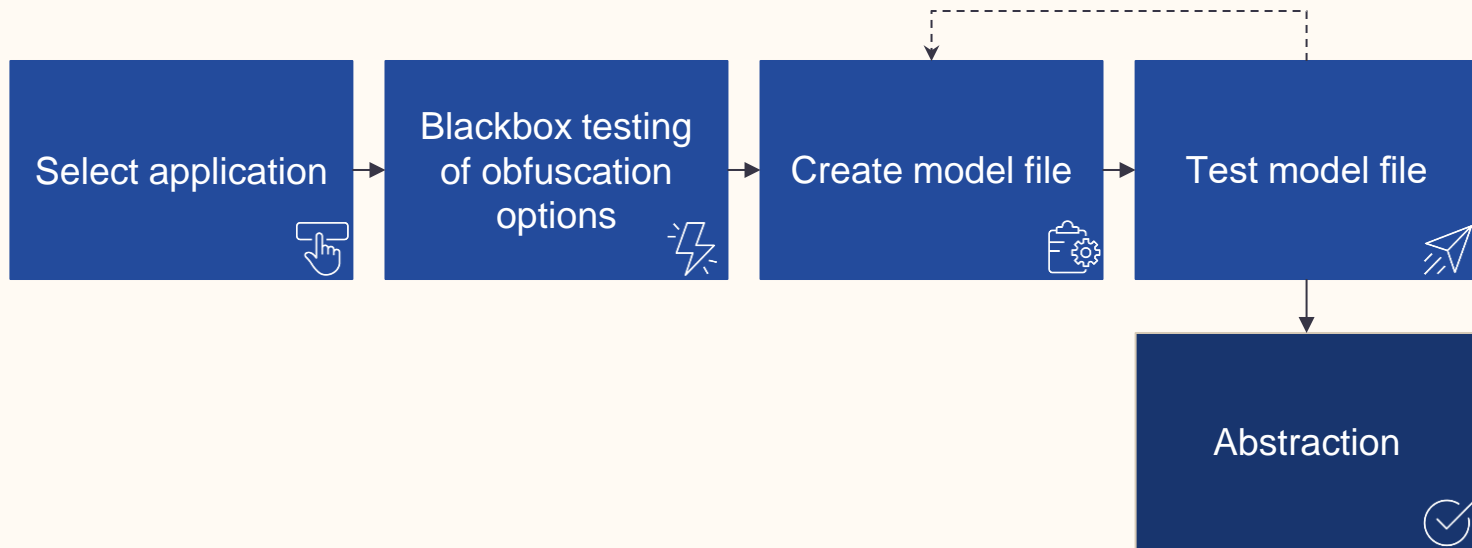 Select application
Blackbox testing
of obfuscation
options
Create model file
Test model file
Abstraction